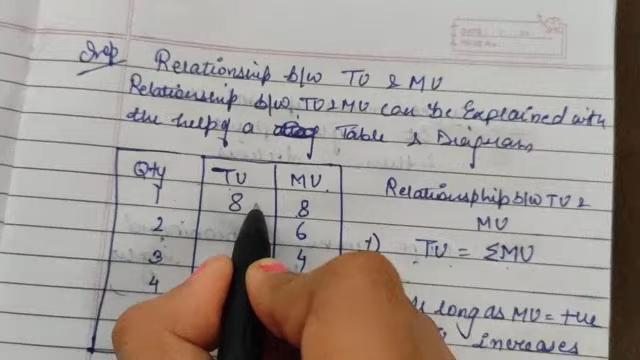 Imp Relationship b/w TU & MU
Relationship b/w TU & MU can be Explained with
the help of a Table & Diagram
Qty TU MU
1 8 8
2 6
3 4
4
Relationship b/w TU &
MU
1) TU = ΣMU
long as MU = +ve
increases